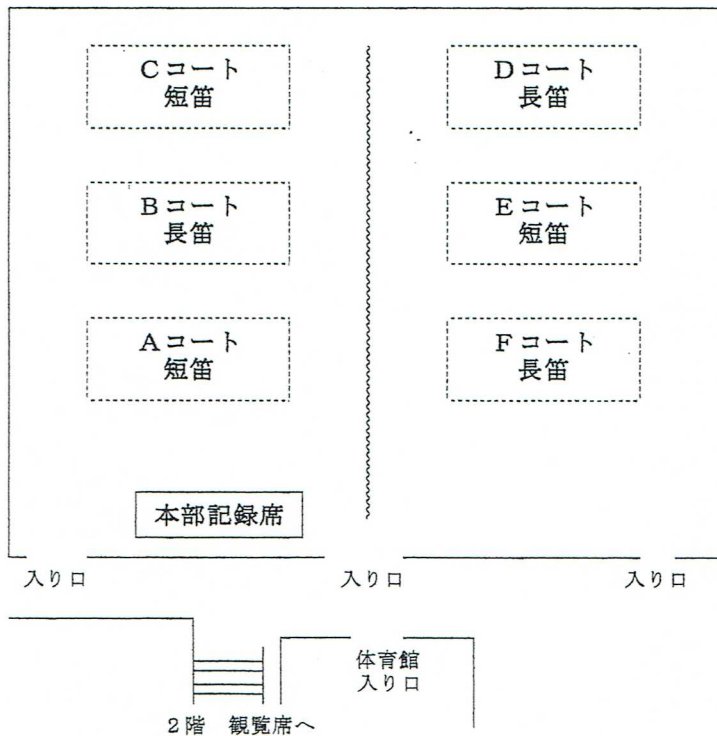 Cコート
短笛
Dコート
長笛
Bコート
長笛
Eコート
短笛
Aコート
短笛
Fコート
長笛
本部記録席
入り口
入り口
入り口
体育館
入り口
2階 観覧席へ